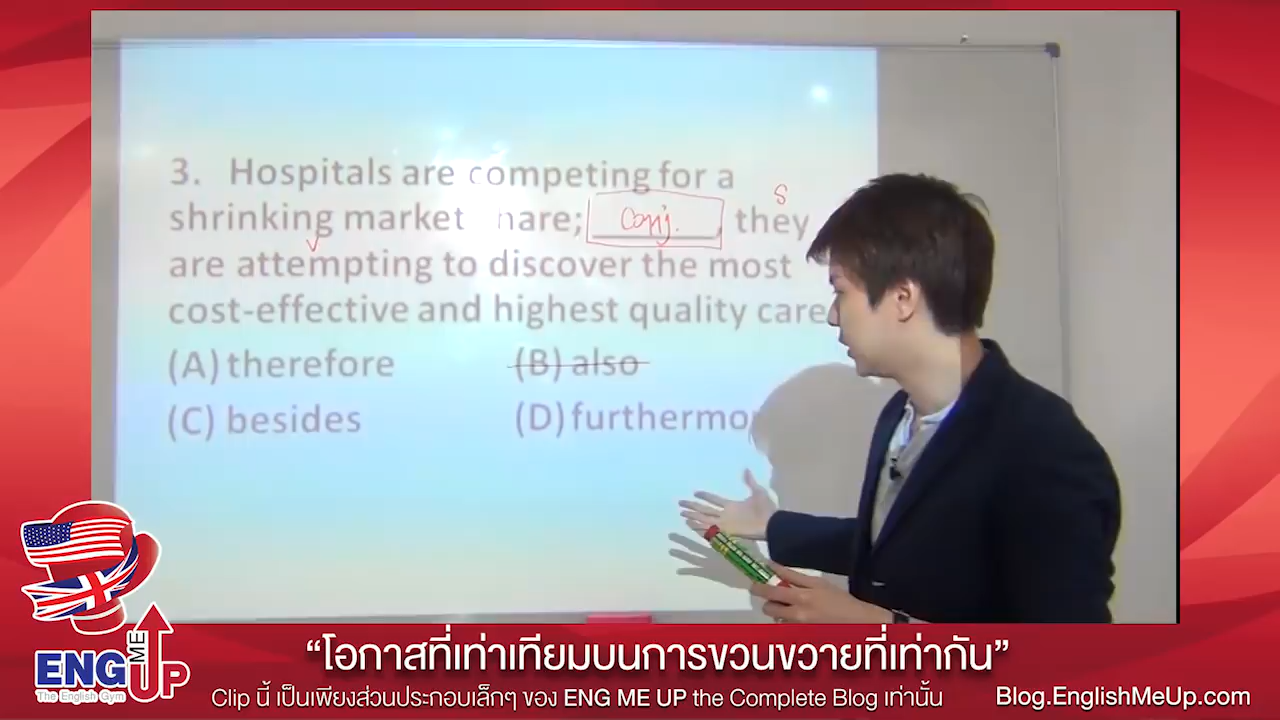 3. Hospitals are competing for a
S
shrinking market hare; Conj. , they
V
are attempting to discover the most
cost-effective and highest quality care
(A) therefore (B) also
(C) besides (D) furthermo
ENG ME UP
The English Gym
“โอกาสที่เท่าเทียมบนการขวนขวายที่เท่ากัน”
Clip นี้ เป็นเพียงส่วนประกอบเล็กๆ ของ ENG ME UP the Complete Blog เท่านั้น
Blog.EnglishMeUp.com